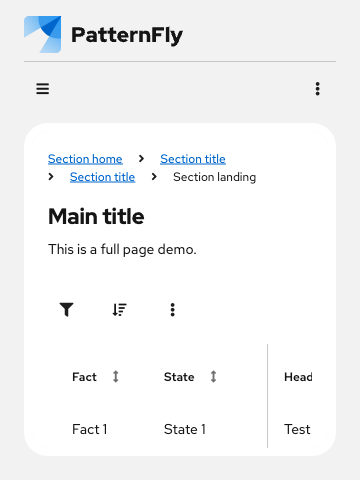 PatternFly
Section home Section title
Section title Section landing
Main title
This is a full page demo.
Fact State Head
Fact 1 State 1 Test